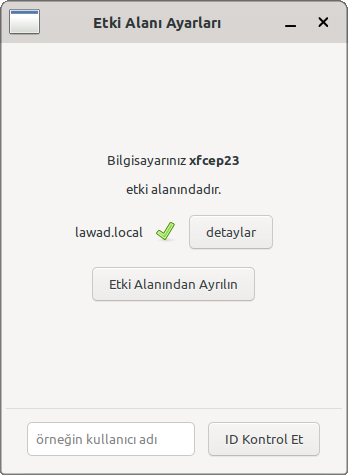 Etki Alanı Ayarları
Bilgisayarınız xfcep23
etki alanındadır.
lawad.local detaylar
Etki Alanından Ayrılın
örneğin kullanıcı adı ID Kontrol Et